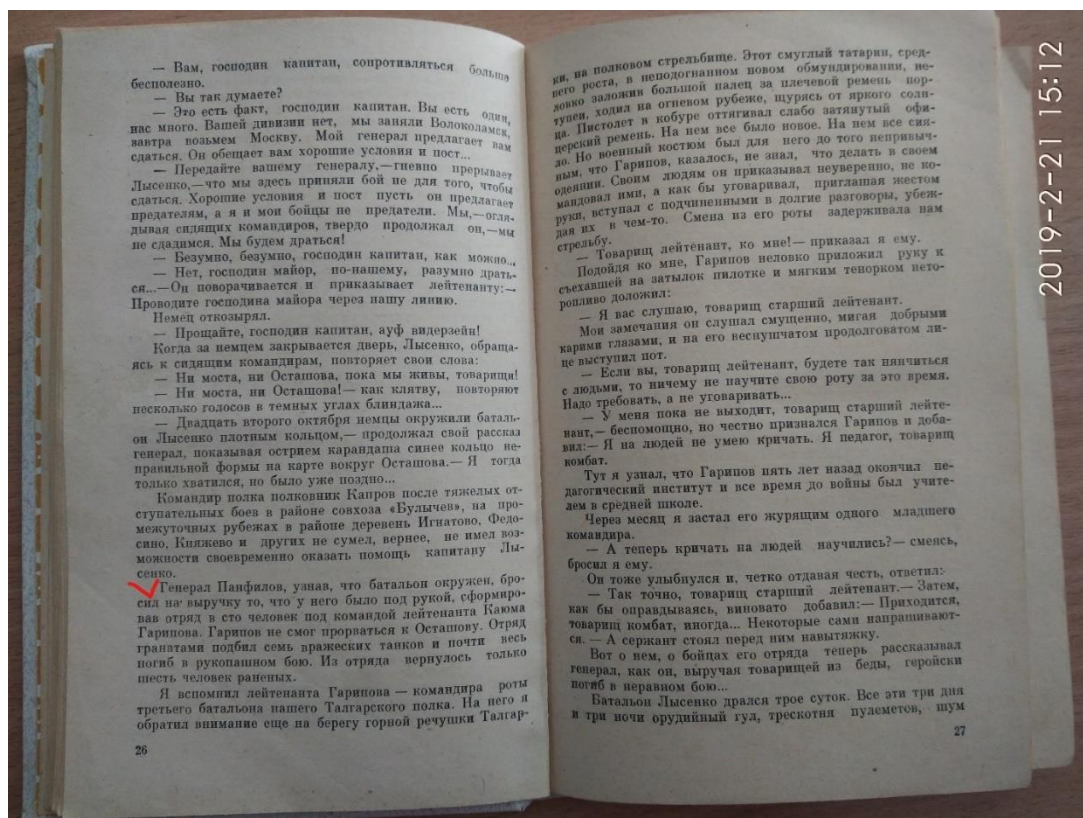 — Вам, господин капитан, сопротивляться больше
бесполезно.
— Вы так думаете?
— Это есть факт, господин капитан. Вы есть один,
нас много. Вашей дивизии нет, мы заняли Волоколамск,
завтра возьмем Москву. Мой генерал предлагает вам
сдаться. Он обещает вам хорошие условия и пост...
— Передайте вашему генералу,—гневно прерывает
Лысенко,—что мы здесь приняли бой не для того, чтобы
сдаться. Хорошие условия и пост пусть он предлагает
предателям, а я и мои бойцы не предатели. Мы,—огля-
дывая сидящих командиров, твердо продолжал он,—мы
не сдадимся. Мы будем драться!
— Безумно, безумно, господин капитан, как можно...
— Нет, господин майор, по-нашему, разумно драть-
ся...—Он поворачивается и приказывает лейтенанту:—
Проводите господина майора через нашу линию.
Немец откозырял.
— Прощайте, господин капитан, ауф видерзейн!
Когда за немцем закрывается дверь, Лысенко, обраща-
ясь к сидящим командирам, повторяет свои слова:
— Ни моста, ни Осташова, пока мы живы, товарищи!
— Ни моста, ни Осташова!— как клятву, повторяют
несколько голосов в темных углах блиндажа...
— Двадцать второго октября немцы окружили баталь-
он Лысенко плотным кольцом,— продолжал свой рассказ
генерал, показывая острием карандаша синее кольцо не-
правильной формы на карте вокруг Осташова.— Я тогда
только хватился, но было уже поздно...
Командир полка полковник Капров после тяжелых от-
ступательных боев в районе совхоза «Булычев», на про-
межуточных рубежах в районе деревень Игнатово, Федо-
сино, Княжево и других не сумел, вернее, не имел воз-
можности своевременно оказать помощь капитану Лы-
сенко.
Генерал Панфилов, узнав, что батальон окружен, бро-
сил на выручку то, что у него было под рукой, сформиро-
вав отряд в сто человек под командой лейтенанта Каюма
Гарипова. Гарипов не смог прорваться к Осташову. Отряд
гранатами подбил семь вражеских танков и почти весь
погиб в рукопашном бою. Из отряда вернулось только
шесть человек раненых.
Я вспомнил лейтенанта Гарипова — командира роты
третьего батальона нашего Талгарского полка. На него я
обратил внимание еще на берегу горной речушки Талгар-
26
ки, на полковом стрельбище. Этот смуглый татарин, сред-
него роста, в неподогнанном новом обмундировании, не-
ловко заложив большой палец за плечевой ремень пор-
тупеи, ходил на огневом рубеже, щурясь от яркого солн-
ца. Пистолет в кобуре оттягивал слабо затянутый офи-
церский ремень. На нем все было новое. На нем все сия-
ло. Но военный костюм был для него до того непривыч-
ным, что Гарипов, казалось, не знал, что делать в своем
одеянии. Своим людям он приказывал неуверенно, не ко-
мандовал ими, а как бы уговаривал, приглашая жестом
руки, вступал с подчиненными в долгие разговоры, убеж-
дая их в чем-то. Смена из его роты задерживала нам
стрельбу.
— Товарищ лейтенант, ко мне!— приказал я ему.
Подойдя ко мне, Гарипов неловко приложил руку к
съехавшей на затылок пилотке и мягким тенорком нето-
ропливо доложил:
— Я вас слушаю, товарищ старший лейтенант.
Мои замечания он слушал смущенно, мигая добрыми
карими глазами, и на его веснушчатом продолговатом ли-
це выступил пот.
— Если вы, товарищ лейтенант, будете так нянчиться
с людьми, то ничему не научите свою роту за это время.
Надо требовать, а не уговаривать...
— У меня пока не выходит, товарищ старший лейте-
нант,— беспомощно, но честно признался Гарипов и доба-
вил:— Я на людей не умею кричать. Я педагог, товарищ
комбат.
Тут я узнал, что Гарипов пять лет назад окончил пе-
дагогический институт и все время до войны был учите-
лем в средней школе.
Через месяц я застал его журящим одного младшего
командира.
— А теперь кричать на людей научились?— смеясь,
бросил я ему.
Он тоже улыбнулся и, четко отдавая честь, ответил:
— Так точно, товарищ старший лейтенант.— Затем,
как бы оправдываясь, виновато добавил:— Приходится,
товарищ комбат, иногда... Некоторые сами напрашивают-
ся. — А сержант стоял перед ним навытяжку.
Вот о нем, о бойцах его отряда теперь рассказывал
генерал, как он, выручая товарищей из беды, геройски
погиб в неравном бою...
Батальон Лысенко дрался трое суток. Все эти три дня
и три ночи орудийный гул, трескотня пулеметов, шум
27
2019-2-21 15:12